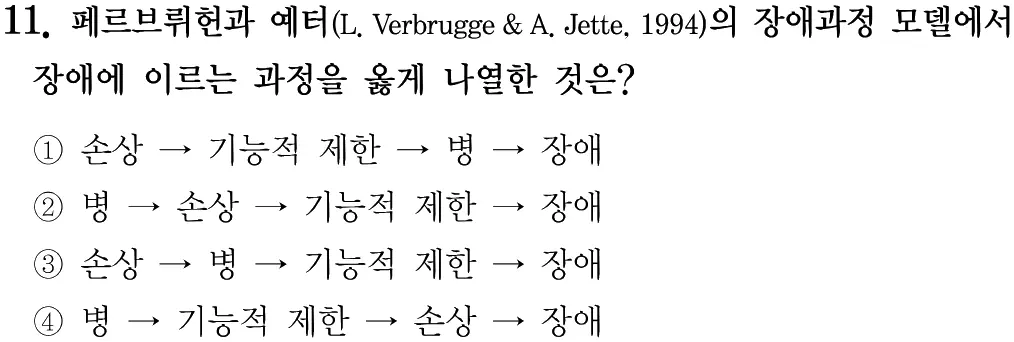 11. 페르브뤼헌과 예터(L. Verbrugge & A. Jette, 1994)의 장애과정 모델에서
장애에 이르는 과정을 옳게 나열한 것은?
① 손상 → 기능적 제한 → 병 → 장애
② 병 → 손상 → 기능적 제한 → 장애
③ 손상 → 병 → 기능적 제한 → 장애
④ 병 → 기능적 제한 → 손상 → 장애